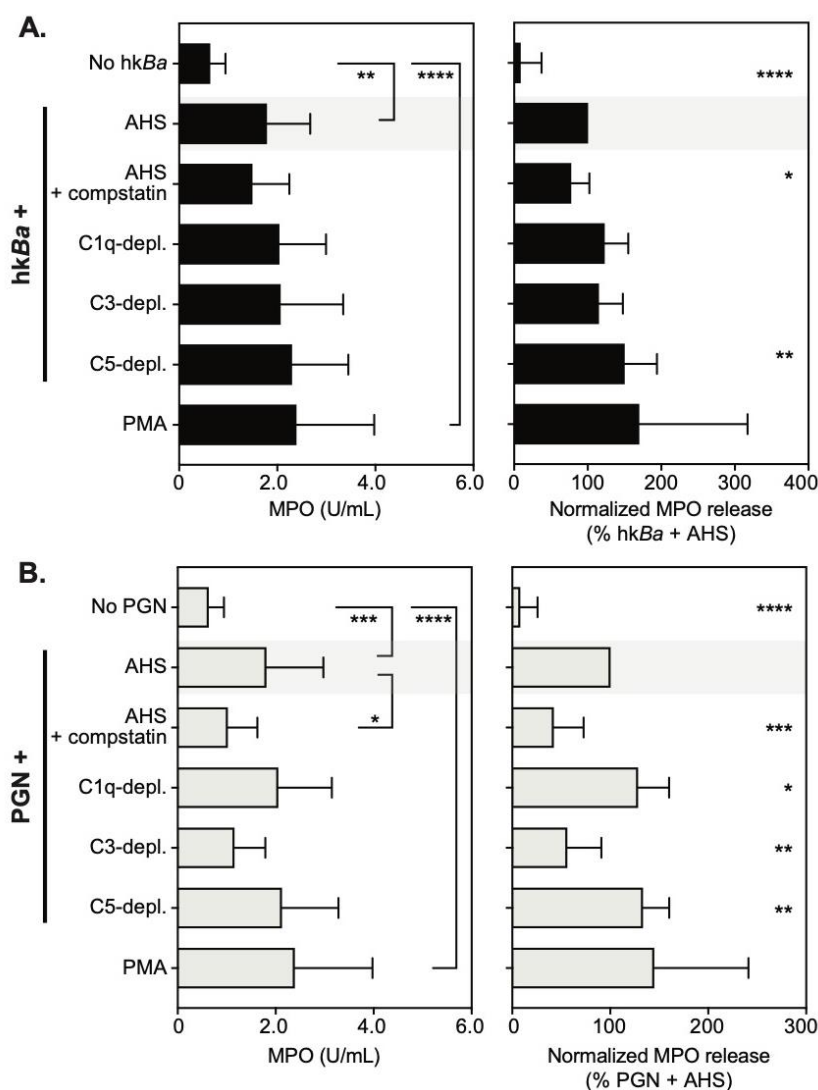 A.
No hkBa
AHS
AHS
+ compstatin
C1q-depl.
C3-depl.
C5-depl.
PMA
hkBa +
** ****
0 2.0 4.0 6.0
MPO (U/mL)
****
*
**
0 100 200 300 400
Normalized MPO release
(% hkBa + AHS)
B.
No PGN
AHS
AHS
+ compstatin
C1q-depl.
C3-depl.
C5-depl.
PMA
PGN +
*** ****
*
0 2.0 4.0 6.0
MPO (U/mL)
****
***
*
**
**
0 100 200 300
Normalized MPO release
(% PGN + AHS)